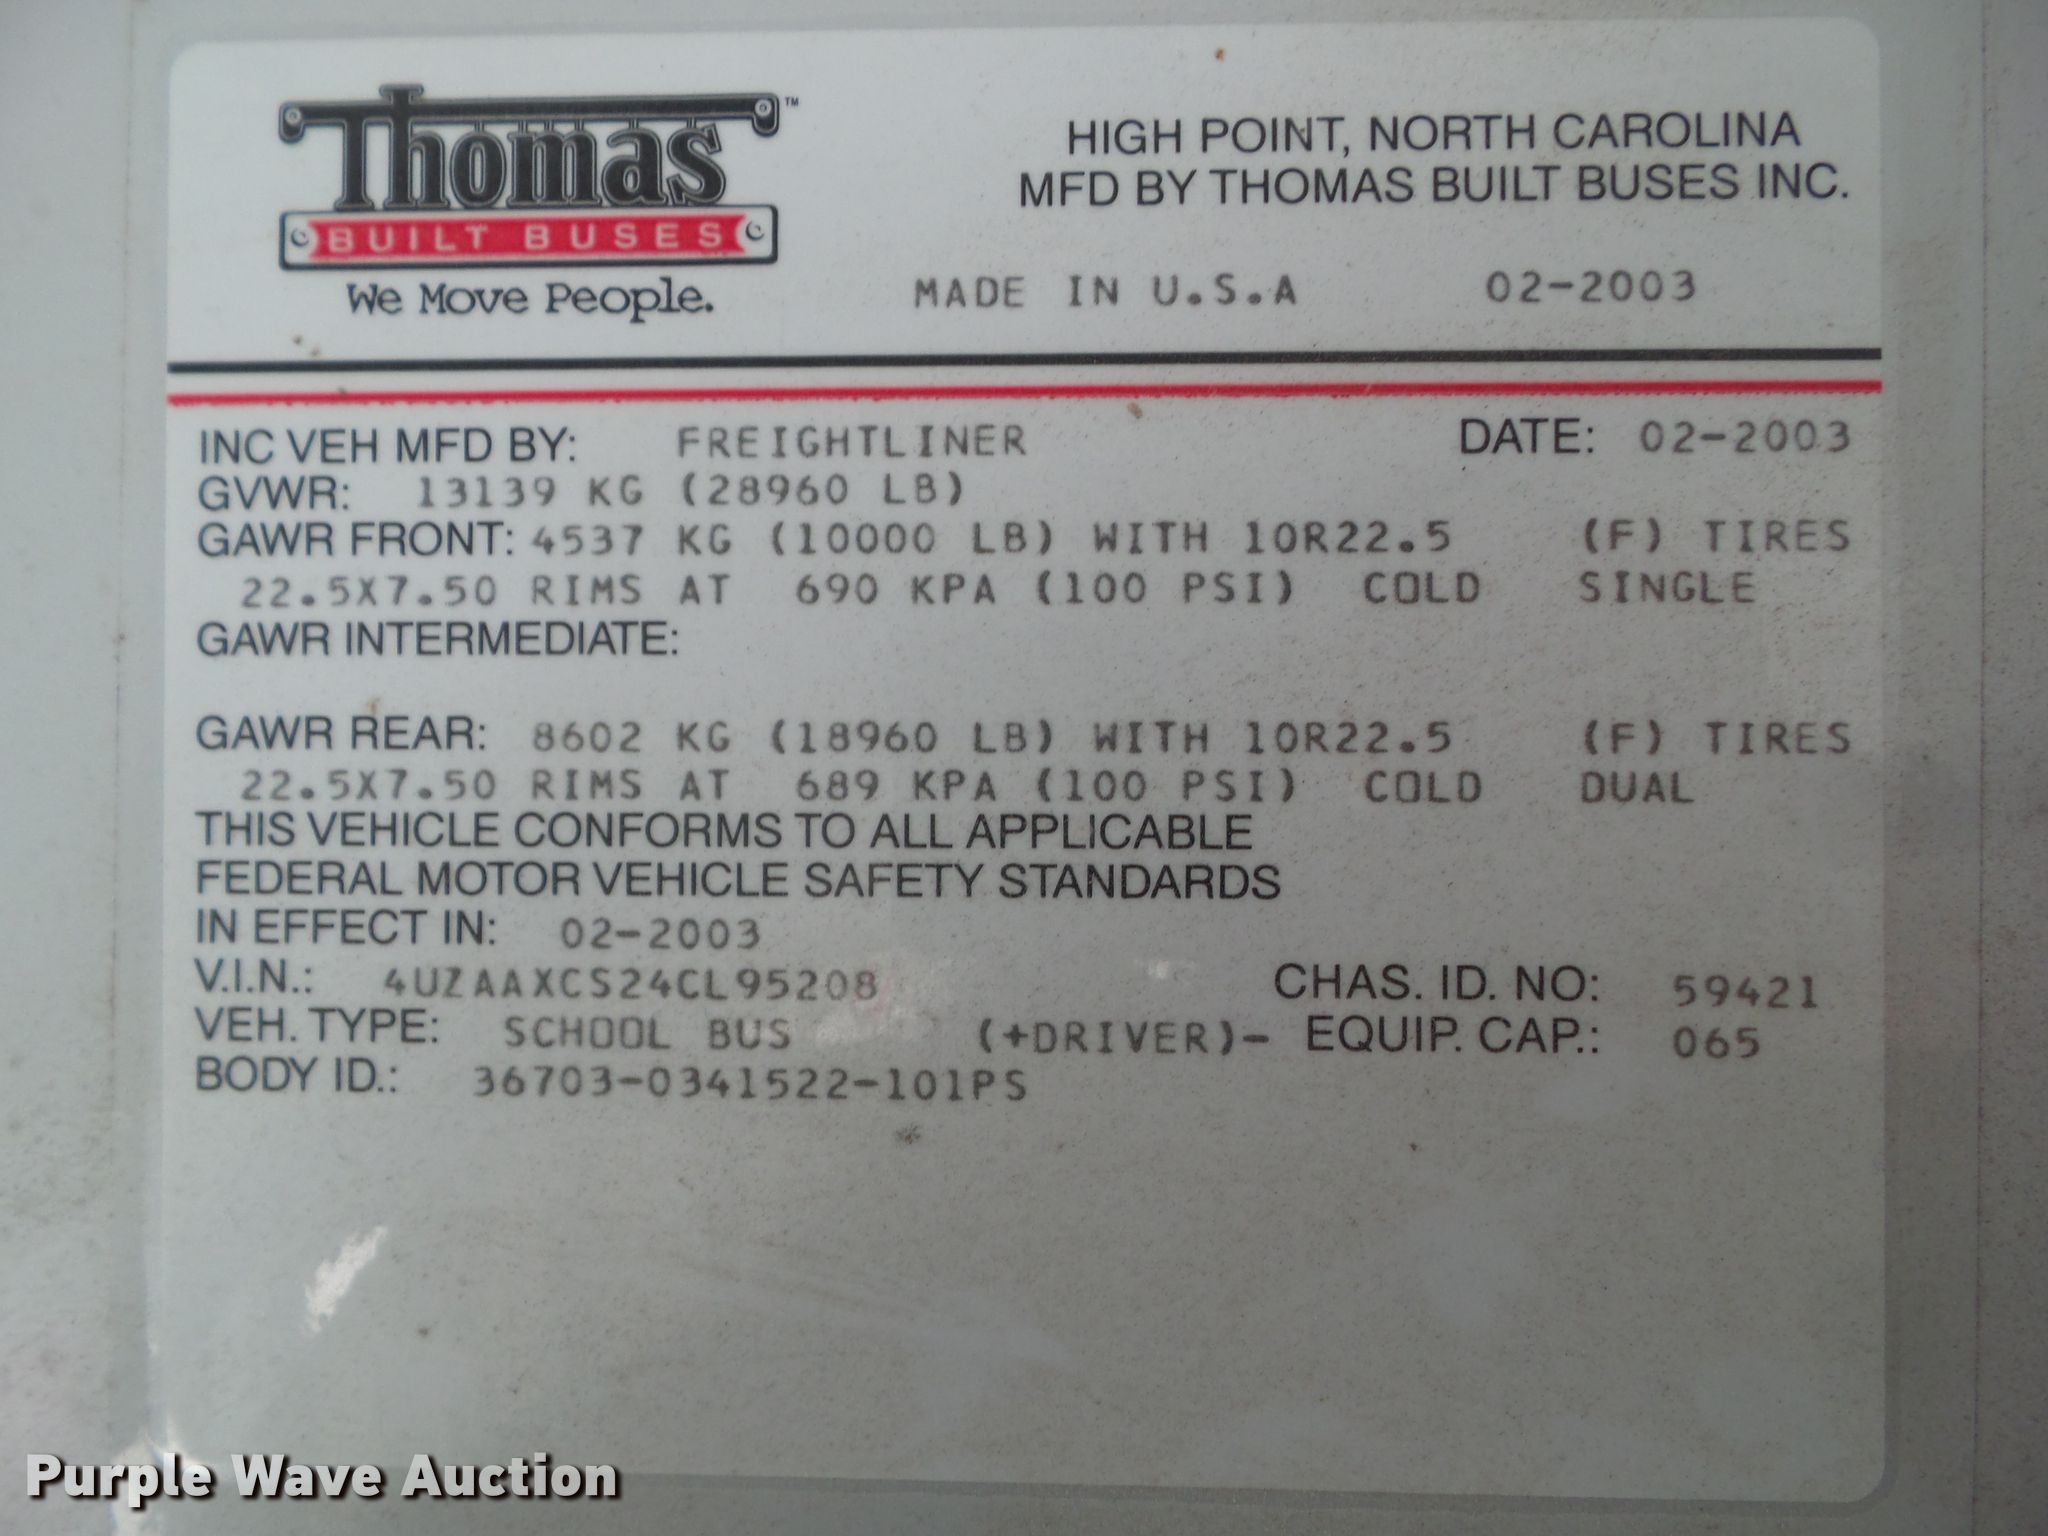 Thomas ™
BUILT BUSES
We Move People.
HIGH POINT, NORTH CAROLINA
MFD BY THOMAS BUILT BUSES INC.
MADE IN U.S.A 02-2003
INC VEH MFD BY: FREIGHTLINER DATE: 02-2003
GVWR: 13139 KG (28960 LB)
GAWR FRONT: 4537 KG (10000 LB) WITH 10R22.5 (F) TIRES
22.5X7.50 RIMS AT 690 KPA (100 PSI) COLD SINGLE
GAWR INTERMEDIATE:
GAWR REAR: 8602 KG (18960 LB) WITH 10R22.5 (F) TIRES
22.5X7.50 RIMS AT 689 KPA (100 PSI) COLD DUAL
THIS VEHICLE CONFORMS TO ALL APPLICABLE
FEDERAL MOTOR VEHICLE SAFETY STANDARDS
IN EFFECT IN: 02-2003
V.I.N.: 4UZAAXCS24CL95208 CHAS. ID. NO: 59421
VEH. TYPE: SCHOOL BUS (+DRIVER)- EQUIP. CAP.: 065
BODY ID.: 36703-0341522-101PS
Purple Wave Auction